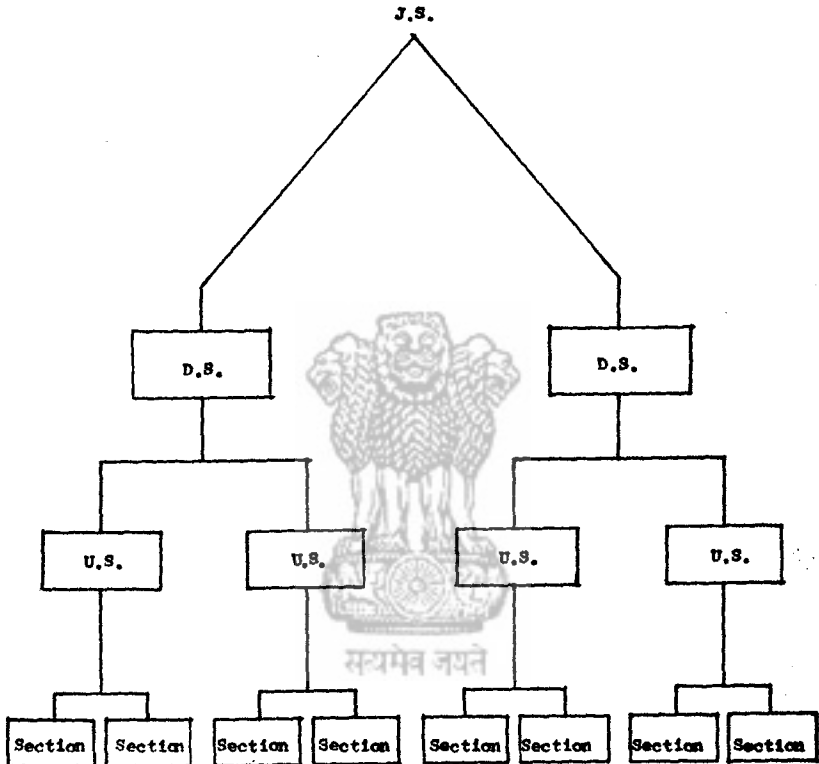 J.S.
D.S. D.S.
U.S. U.S. U.S. U.S.
सत्यमेव जयते
Section Section Section Section Section Section Section Section